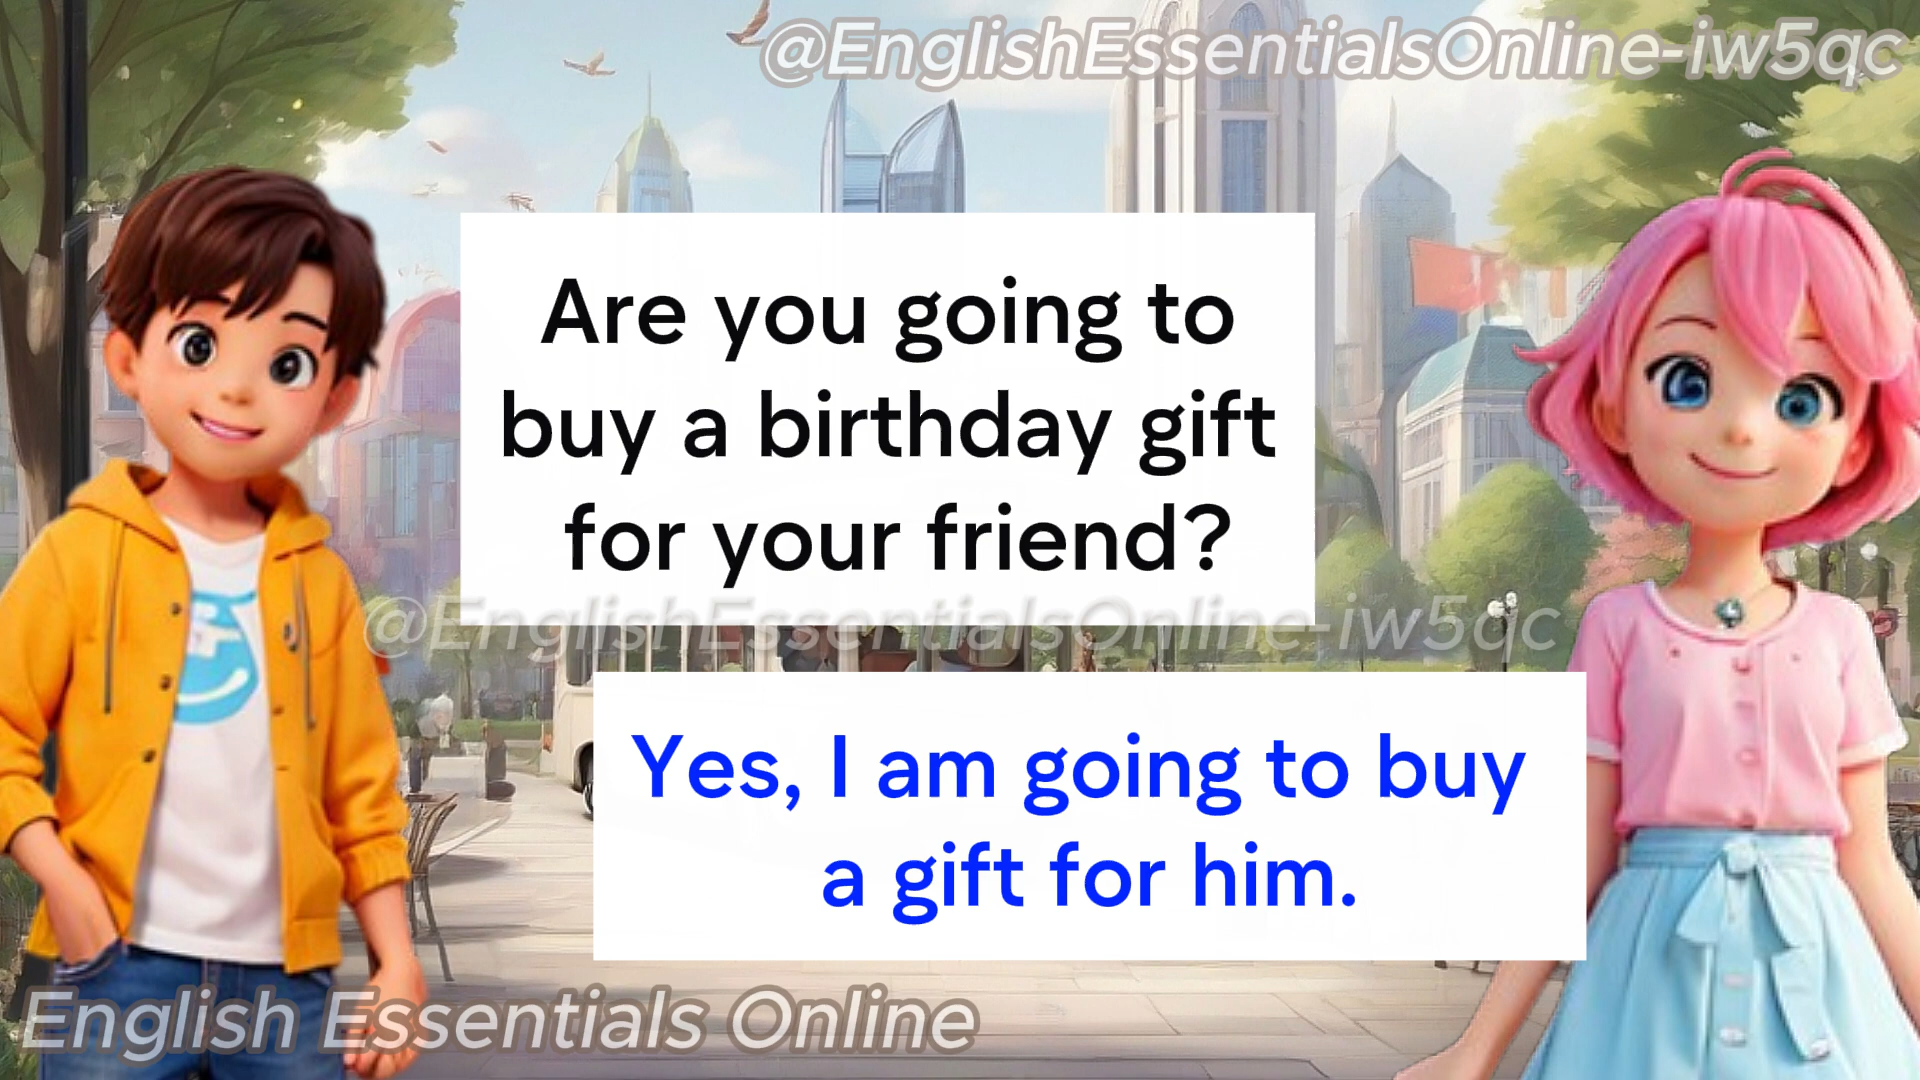 @EnglishEssentialsOnline-iw5qc
Are you going to
buy a birthday gift
for your friend?
@EnglishEssentialsOnline-iw5qc
Yes, I am going to buy
a gift for him.
English Essentials Online